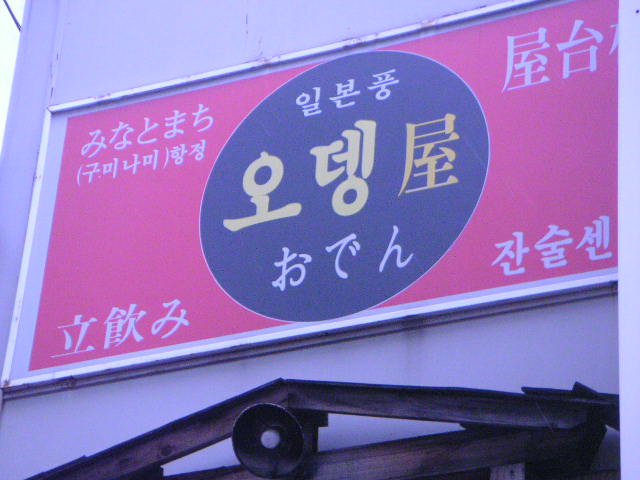 みなとまち
(구.미나미)항정
立飲み
일본풍
오뎅屋
おでん
屋台
잔술센